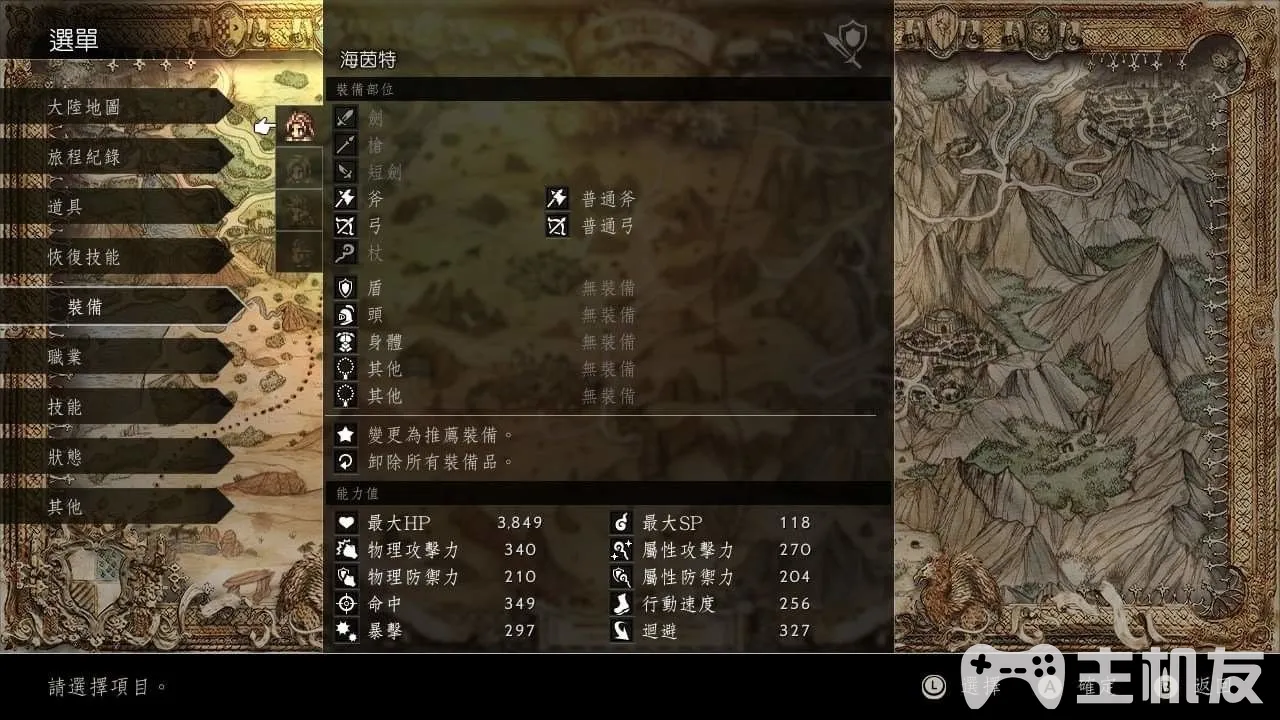 選單
海茵特
裝備部位
大陸地圖
旅程紀錄
道具
恢復技能
裝備
職業
技能
狀態
其他
劍
槍
短劍
斧 普通斧
弓 普通弓
杖
盾 無裝備
頭 無裝備
身體 無裝備
其他 無裝備
其他 無裝備
變更為推薦裝備。
卸除所有裝備品。
能力值
最大HP 3,849 最大SP 118
物理攻擊力 340 屬性攻擊力 270
物理防禦力 210 屬性防禦力 204
命中 349 行動速度 256
暴擊 297 迴避 327
請選擇項目。
L 選擇 A 確定 B 返回
主机友